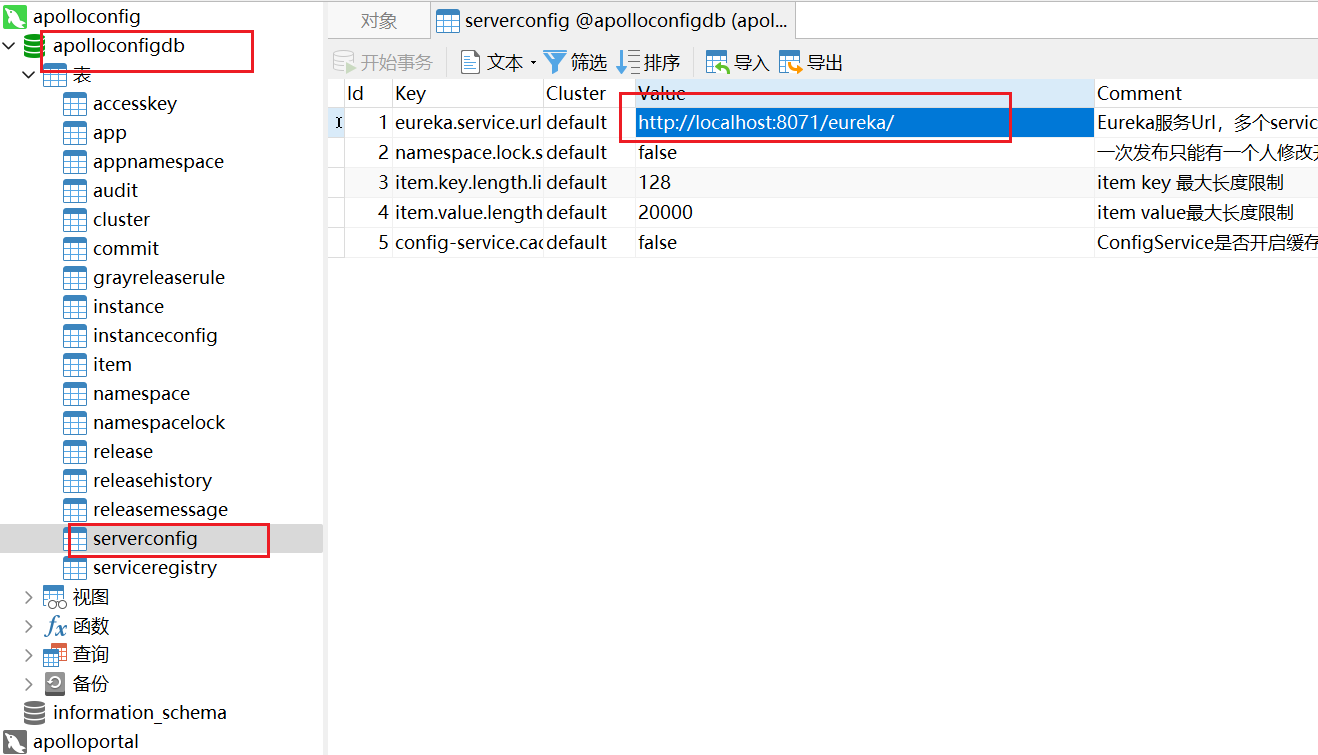 apolloconfig
apolloconfigdb
表
accesskey
app
appnamespace
audit
cluster
commit
grayreleaserule
instance
instanceconfig
item
namespace
namespacelock
release
releasehistory
releasemessage
serverconfig
serviceregistry
视图
fx 函数
查询
备份
information_schema
apolloportal
对象 serverconfig @apolloconfigdb (apol...
开始事务 文本 筛选 排序 导入 导出
Id Key Cluster Value Comment
1 eureka.service.url default http://localhost:8071/eureka/ Eureka服务Url，多个servic
2 namespace.lock.s default false 一次发布只能有一个人修改
3 item.key.length.li default 128 item key 最大长度限制
4 item.value.length default 20000 item value最大长度限制
5 config-service.cac default false ConfigService是否开启缓存